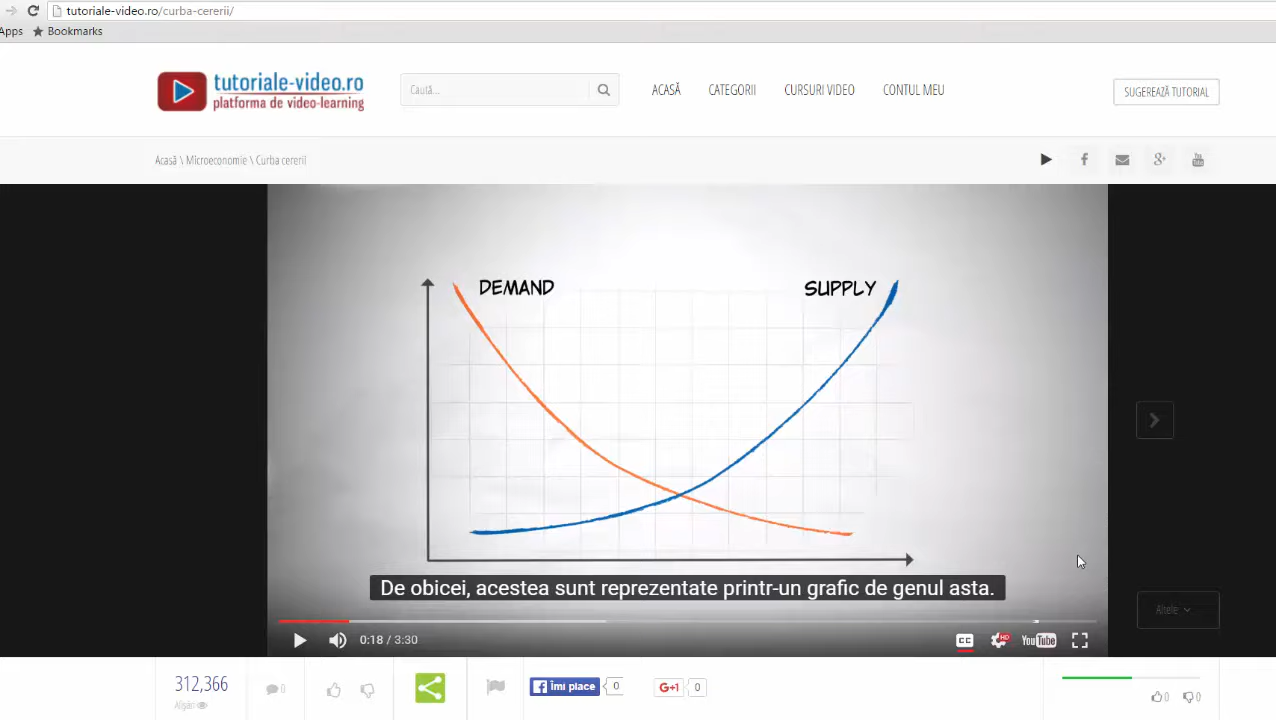 tutoriale-video.ro/curba-cererii/
Apps Bookmarks
tutoriale-video.ro
platforma de video-learning
Caută...
ACASĂ CATEGORII CURSURI VIDEO CONTUL MEU
SUGEREAZĂ TUTORIAL
Acasă \ Microeconomie \ Curba cererii
DEMAND SUPPLY
De obicei, acestea sunt reprezentate printr-un grafic de genul asta.
Altele
0:18 / 3:30
CC HD YouTube
312,366
Afișări
0
Îmi place 0
G+1 0
0 0